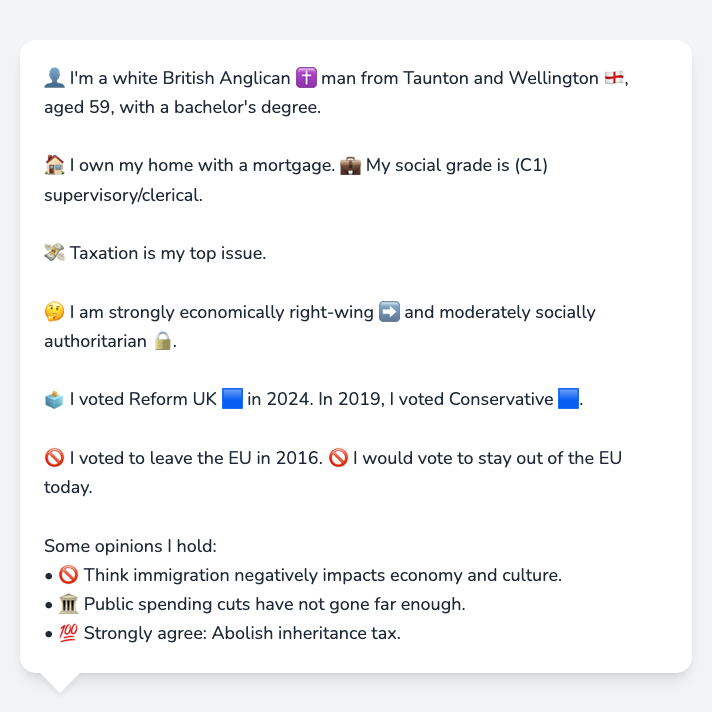 👤 I'm a white British Anglican ✝️ man from Taunton and Wellington 🏴󠁧󠁢󠁥󠁮󠁧󠁿,
aged 59, with a bachelor's degree.
🏠 I own my home with a mortgage. 💼 My social grade is (C1)
supervisory/clerical.
💸 Taxation is my top issue.
🤔 I am strongly economically right-wing ➡️ and moderately socially
authoritarian 🔒.
🗳️ I voted Reform UK 🟦 in 2024. In 2019, I voted Conservative 🟦.
🚫 I voted to leave the EU in 2016. 🚫 I would vote to stay out of the EU
today.
Some opinions I hold:
• 🚫 Think immigration negatively impacts economy and culture.
• 🏛️ Public spending cuts have not gone far enough.
• 💯 Strongly agree: Abolish inheritance tax.